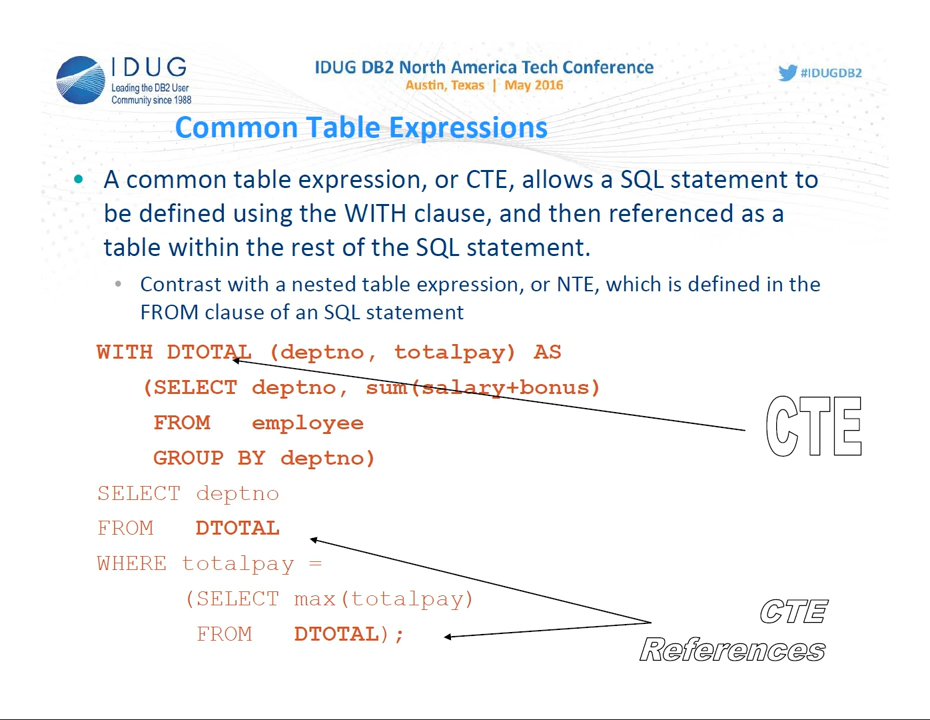 IDUG
Leading the DB2 User
Community since 1988
IDUG DB2 North America Tech Conference
Austin, Texas | May 2016
#IDUGDB2
Common Table Expressions
• A common table expression, or CTE, allows a SQL statement to
be defined using the WITH clause, and then referenced as a
table within the rest of the SQL statement.
• Contrast with a nested table expression, or NTE, which is defined in the
FROM clause of an SQL statement
WITH DTOTAL (deptno, totalpay) AS
(SELECT deptno, sum(salary+bonus)
FROM employee
GROUP BY deptno)
CTE
SELECT deptno
FROM DTOTAL
WHERE totalpay =
(SELECT max(totalpay)
FROM DTOTAL);
CTE
References